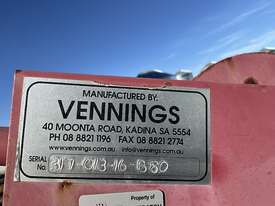 MANUFACTURED BY:
VENNINGS
40 MOONTA ROAD, KADINA SA 5554
PH 08 8821 1196 FAX 08 8821 2774
www.vennings.com.au info@vennings.com.au
SERIAL
No.
Property of